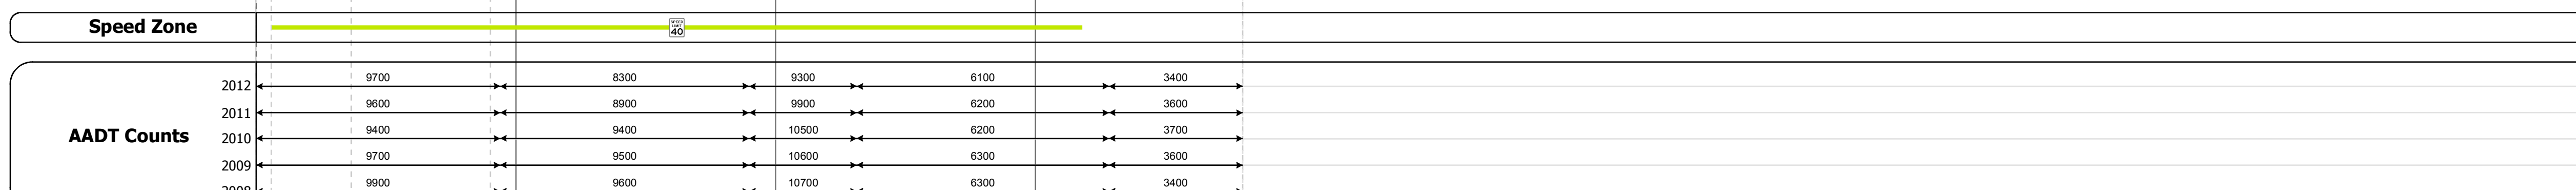 Speed Zone
SPEED LIMIT 40
2012 9700 8300 9300 6100 3400
2011 9600 8900 9900 6200 3600
AADT Counts
2010 9400 9400 10500 6200 3700
2009 9700 9500 10600 6300 3600
2008 9900 9600 10700 6300 3400